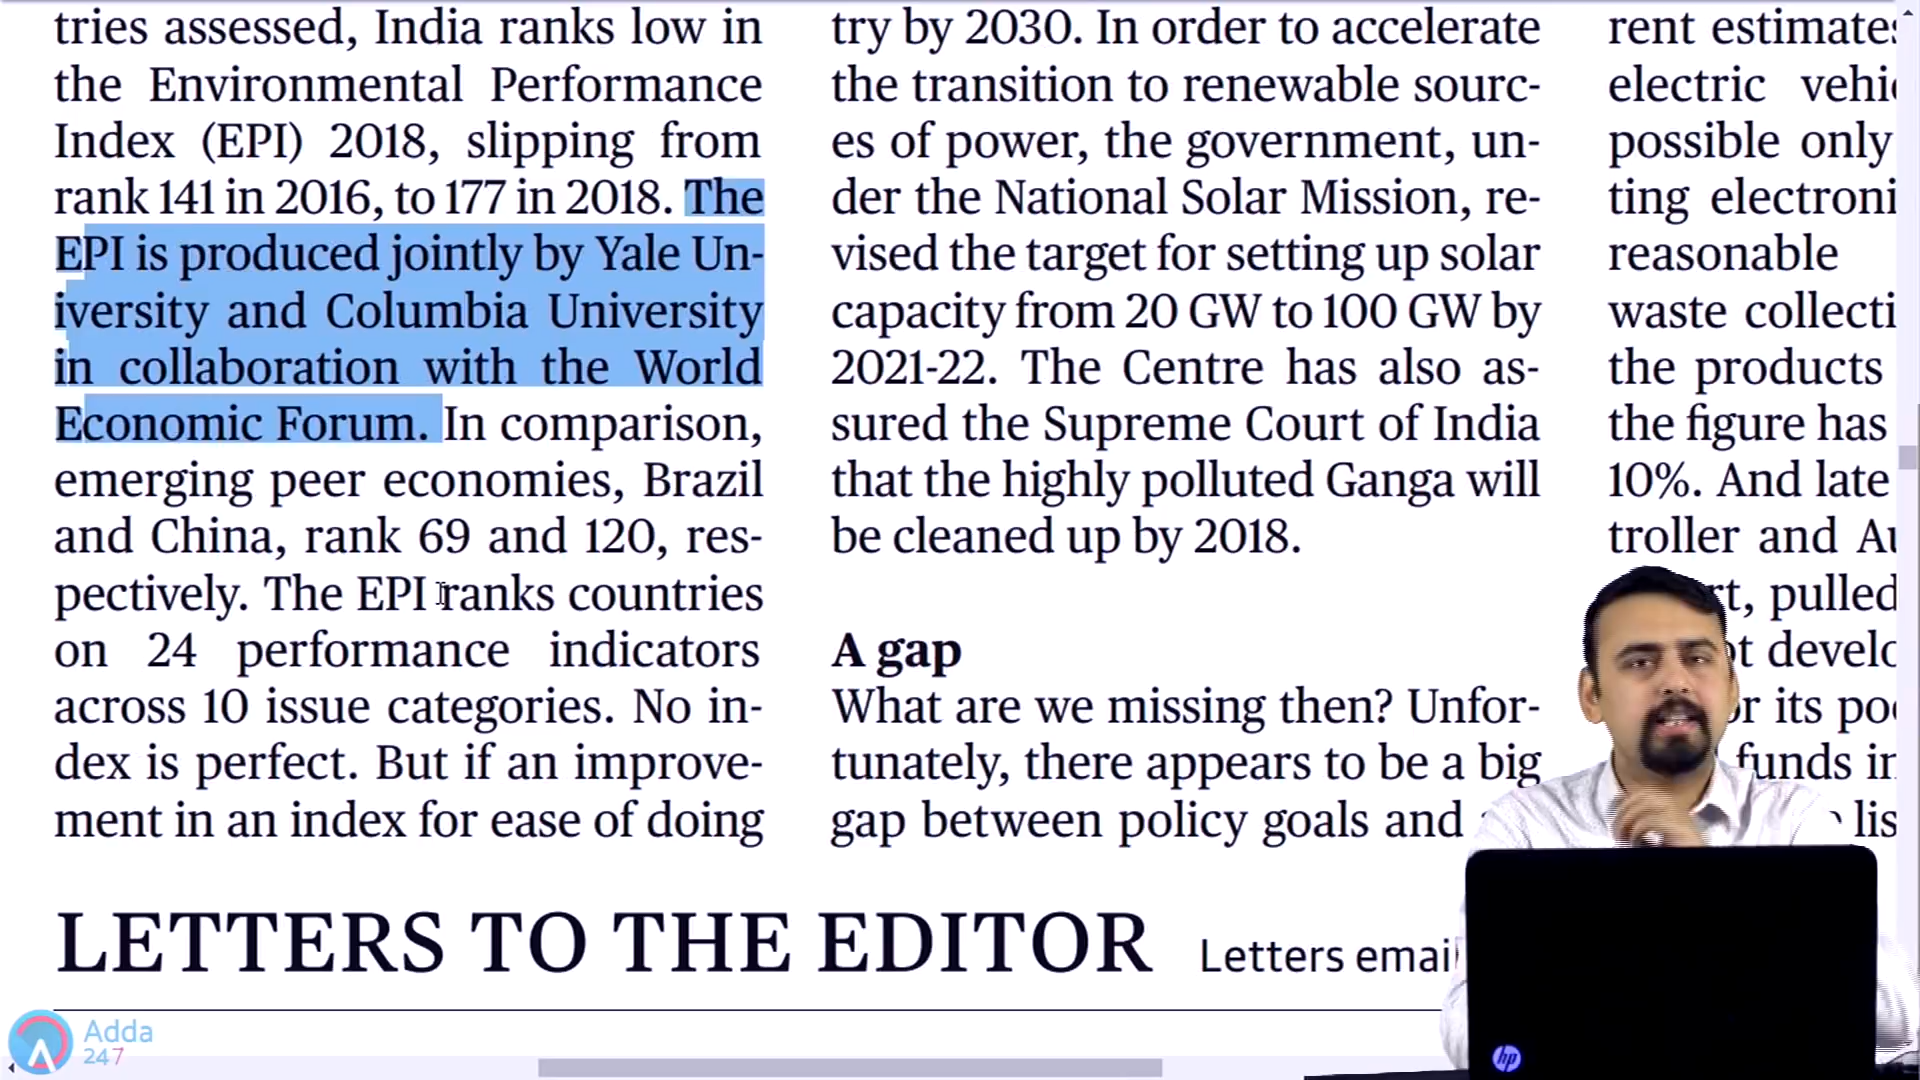 tries assessed, India ranks low in
the Environmental Performance
Index (EPI) 2018, slipping from
rank 141 in 2016, to 177 in 2018. The
EPI is produced jointly by Yale Un-
iversity and Columbia University
in collaboration with the World
Economic Forum. In comparison,
emerging peer economies, Brazil
and China, rank 69 and 120, res-
pectively. The EPI ranks countries
on 24 performance indicators
across 10 issue categories. No in-
dex is perfect. But if an improve-
ment in an index for ease of doing
try by 2030. In order to accelerate
the transition to renewable sourc-
es of power, the government, un-
der the National Solar Mission, re-
vised the target for setting up solar
capacity from 20 GW to 100 GW by
2021-22. The Centre has also as-
sured the Supreme Court of India
that the highly polluted Ganga will
be cleaned up by 2018.
A gap
What are we missing then? Unfor-
tunately, there appears to be a big
gap between policy goals and
rent estimates
electric
possible only
ting
reasonable
waste
the products
the figure has
10%. And late
troller and
pulled
its
funds
LETTERS TO THE EDITOR
Letters
Adda
247
hp